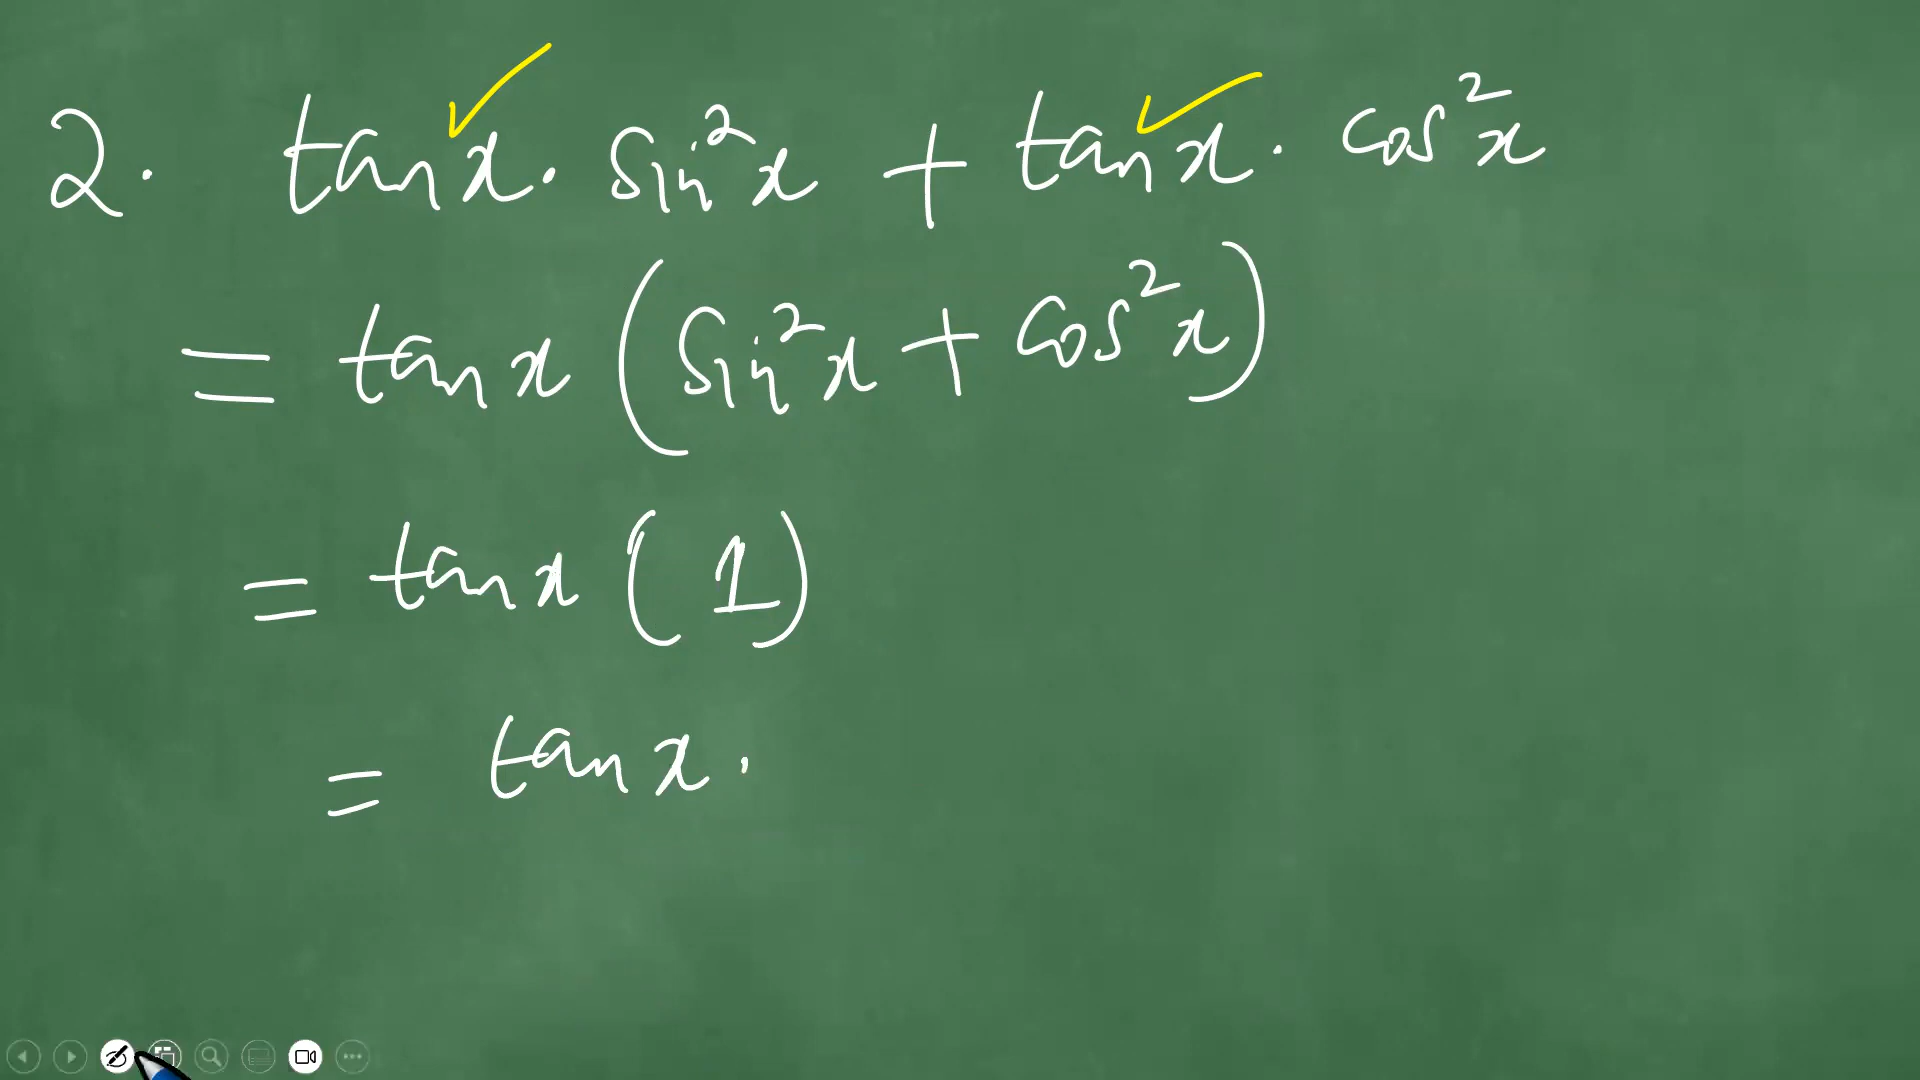 2. tan x · sin²x + tan x · cos²x
= tan x (sin²x + cos²x)
= tan x (1)
= tan x .